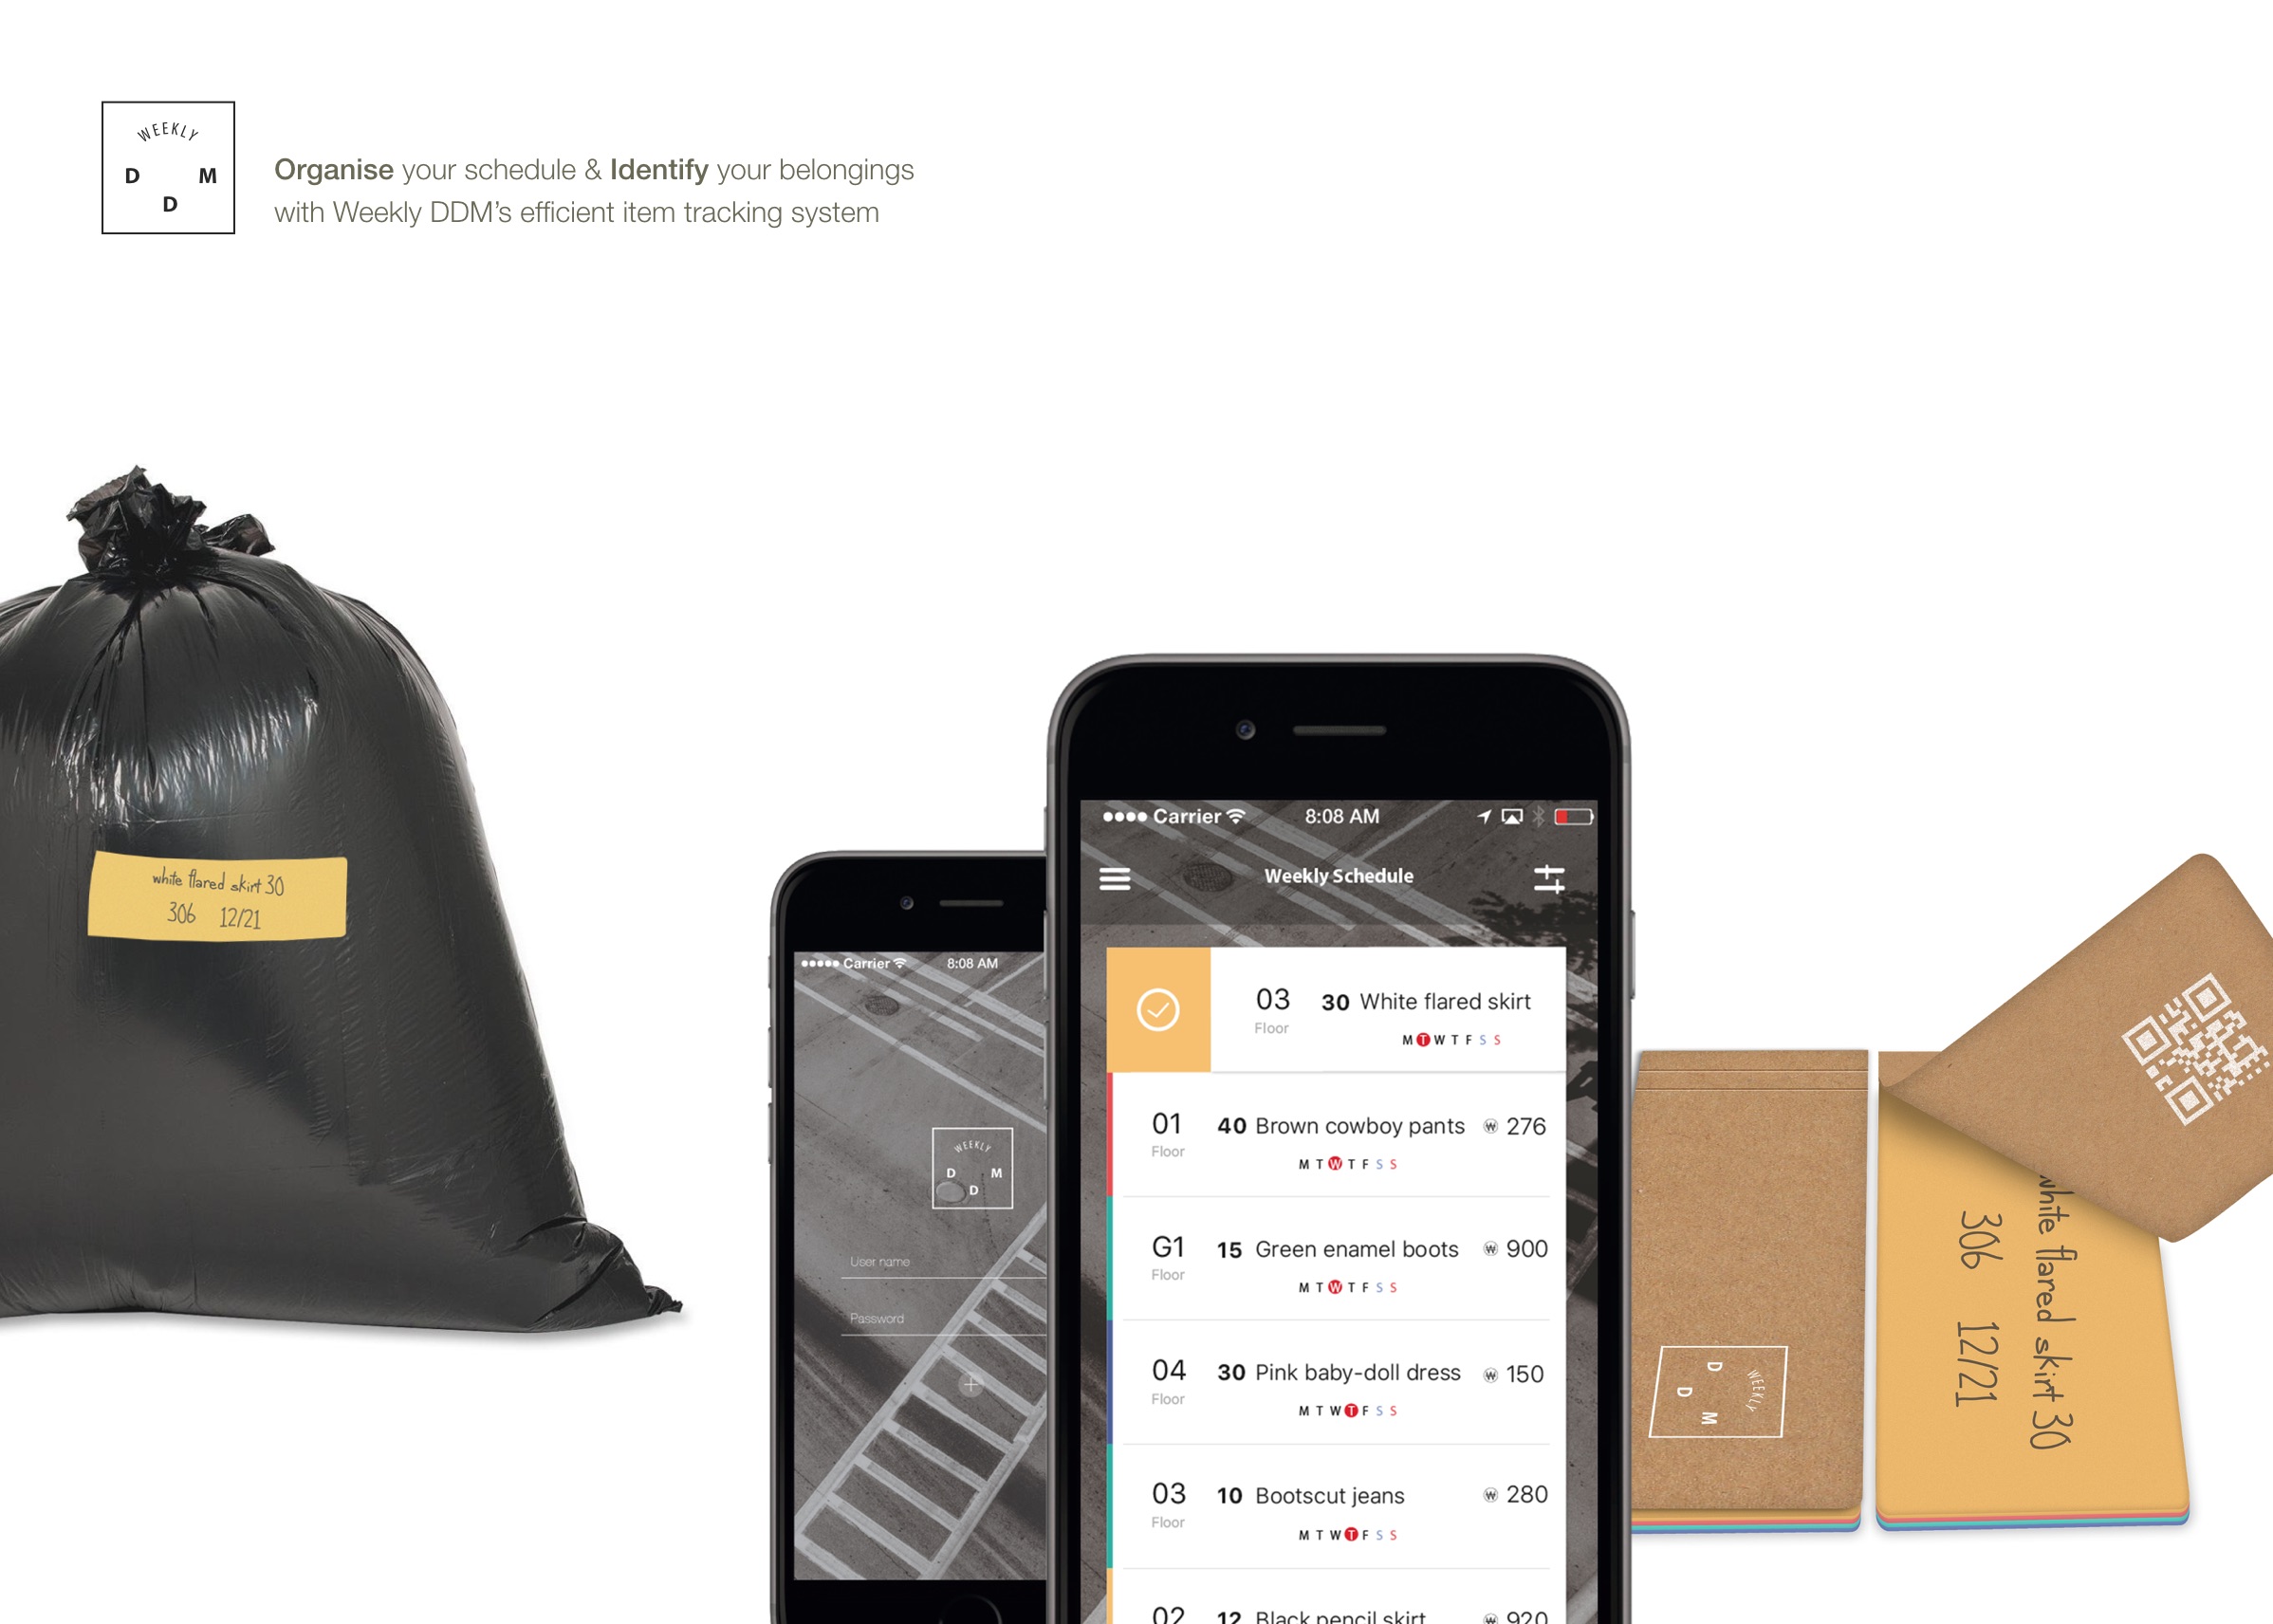 WEEKLY
D M
D
Organise your schedule & Identify your belongings
with Weekly DDM's efficient item tracking system
white flared skirt 30
306 12/21
Carrier 8:08 AM
WEEKLY
D M
D
User name
Password
Carrier 8:08 AM
Weekly Schedule
03 30 White flared skirt
Floor
M T W T F S S
01 40 Brown cowboy pants ₩ 276
Floor
M T W T F S S
G1 15 Green enamel boots ₩ 900
Floor
M T W T F S S
04 30 Pink baby-doll dress ₩ 150
Floor
M T W T F S S
03 10 Bootscut jeans ₩ 280
Floor
M T W T F S S
02 12 Black pencil skirt ₩ 920
WEEKLY
D M
D
white flared skirt 30
306 12/21